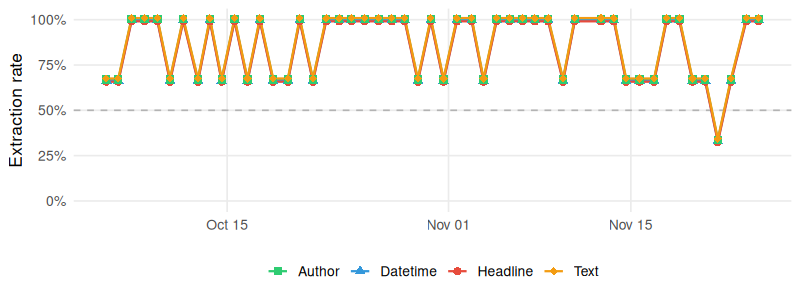 Extraction rate
100%
75%
50%
25%
0%
Oct 15 Nov 01 Nov 15
Author Datetime Headline Text